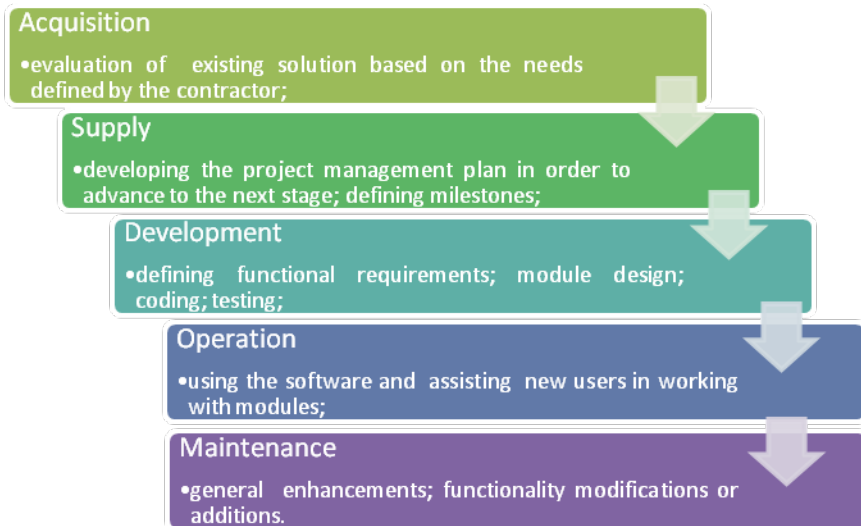 Acquisition
•evaluation of existing solution based on the needs
defined by the contractor;
Supply
•developing the project management plan in order to
advance to the next stage; defining milestones;
Development
•defining functional requirements; module design;
coding; testing;
Operation
•using the software and assisting new users in working
with modules;
Maintenance
•general enhancements; functionality modifications or
additions.